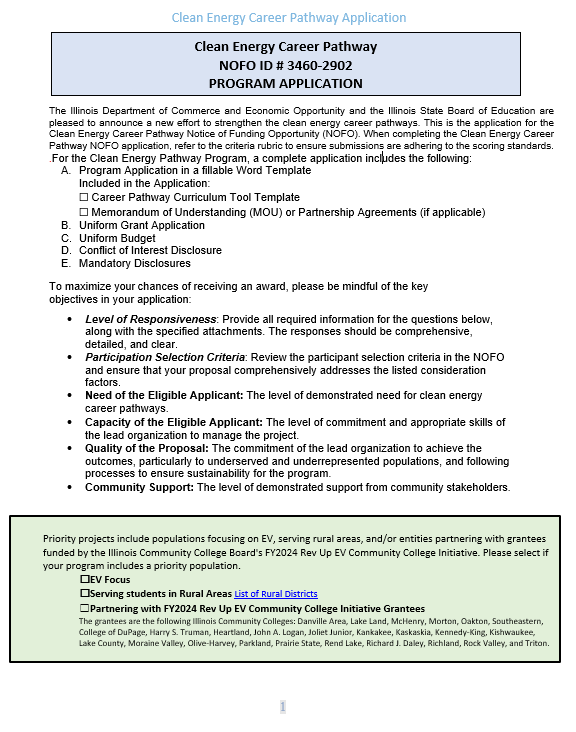 Clean Energy Career Pathway Application
Clean Energy Career Pathway
NOFO ID # 3460-2902
PROGRAM APPLICATION
The Illinois Department of Commerce and Economic Opportunity and the Illinois State Board of Education are
pleased to announce a new effort to strengthen the clean energy career pathways. This is the application for the
Clean Energy Career Pathway Notice of Funding Opportunity (NOFO). When completing the Clean Energy Career
Pathway NOFO application, refer to the criteria rubric to ensure submissions are adhering to the scoring standards.
.For the Clean Energy Pathway Program, a complete application includes the following:
A. Program Application in a fillable Word Template
Included in the Application:
☐ Career Pathway Curriculum Tool Template
☐ Memorandum of Understanding (MOU) or Partnership Agreements (if applicable)
B. Uniform Grant Application
C. Uniform Budget
D. Conflict of Interest Disclosure
E. Mandatory Disclosures
To maximize your chances of receiving an award, please be mindful of the key
objectives in your application:
• Level of Responsiveness: Provide all required information for the questions below,
along with the specified attachments. The responses should be comprehensive,
detailed, and clear.
• Participation Selection Criteria: Review the participant selection criteria in the NOFO
and ensure that your proposal comprehensively addresses the listed consideration
factors.
• Need of the Eligible Applicant: The level of demonstrated need for clean energy
career pathways.
• Capacity of the Eligible Applicant: The level of commitment and appropriate skills of
the lead organization to manage the project.
• Quality of the Proposal: The commitment of the lead organization to achieve the
outcomes, particularly to underserved and underrepresented populations, and following
processes to ensure sustainability for the program.
• Community Support: The level of demonstrated support from community stakeholders.
Priority projects include populations focusing on EV, serving rural areas, and/or entities partnering with grantees
funded by the Illinois Community College Board's FY2024 Rev Up EV Community College Initiative. Please select if
your program includes a priority population.
☐EV Focus
☐Serving students in Rural Areas List of Rural Districts
☐Partnering with FY2024 Rev Up EV Community College Initiative Grantees
The grantees are the following Illinois Community Colleges: Danville Area, Lake Land, McHenry, Morton, Oakton, Southeastern,
College of DuPage, Harry S. Truman, Heartland, John A. Logan, Joliet Junior, Kankakee, Kaskaskia, Kennedy-King, Kishwaukee,
Lake County, Moraine Valley, Olive-Harvey, Parkland, Prairie State, Rend Lake, Richard J. Daley, Richland, Rock Valley, and Triton.
1